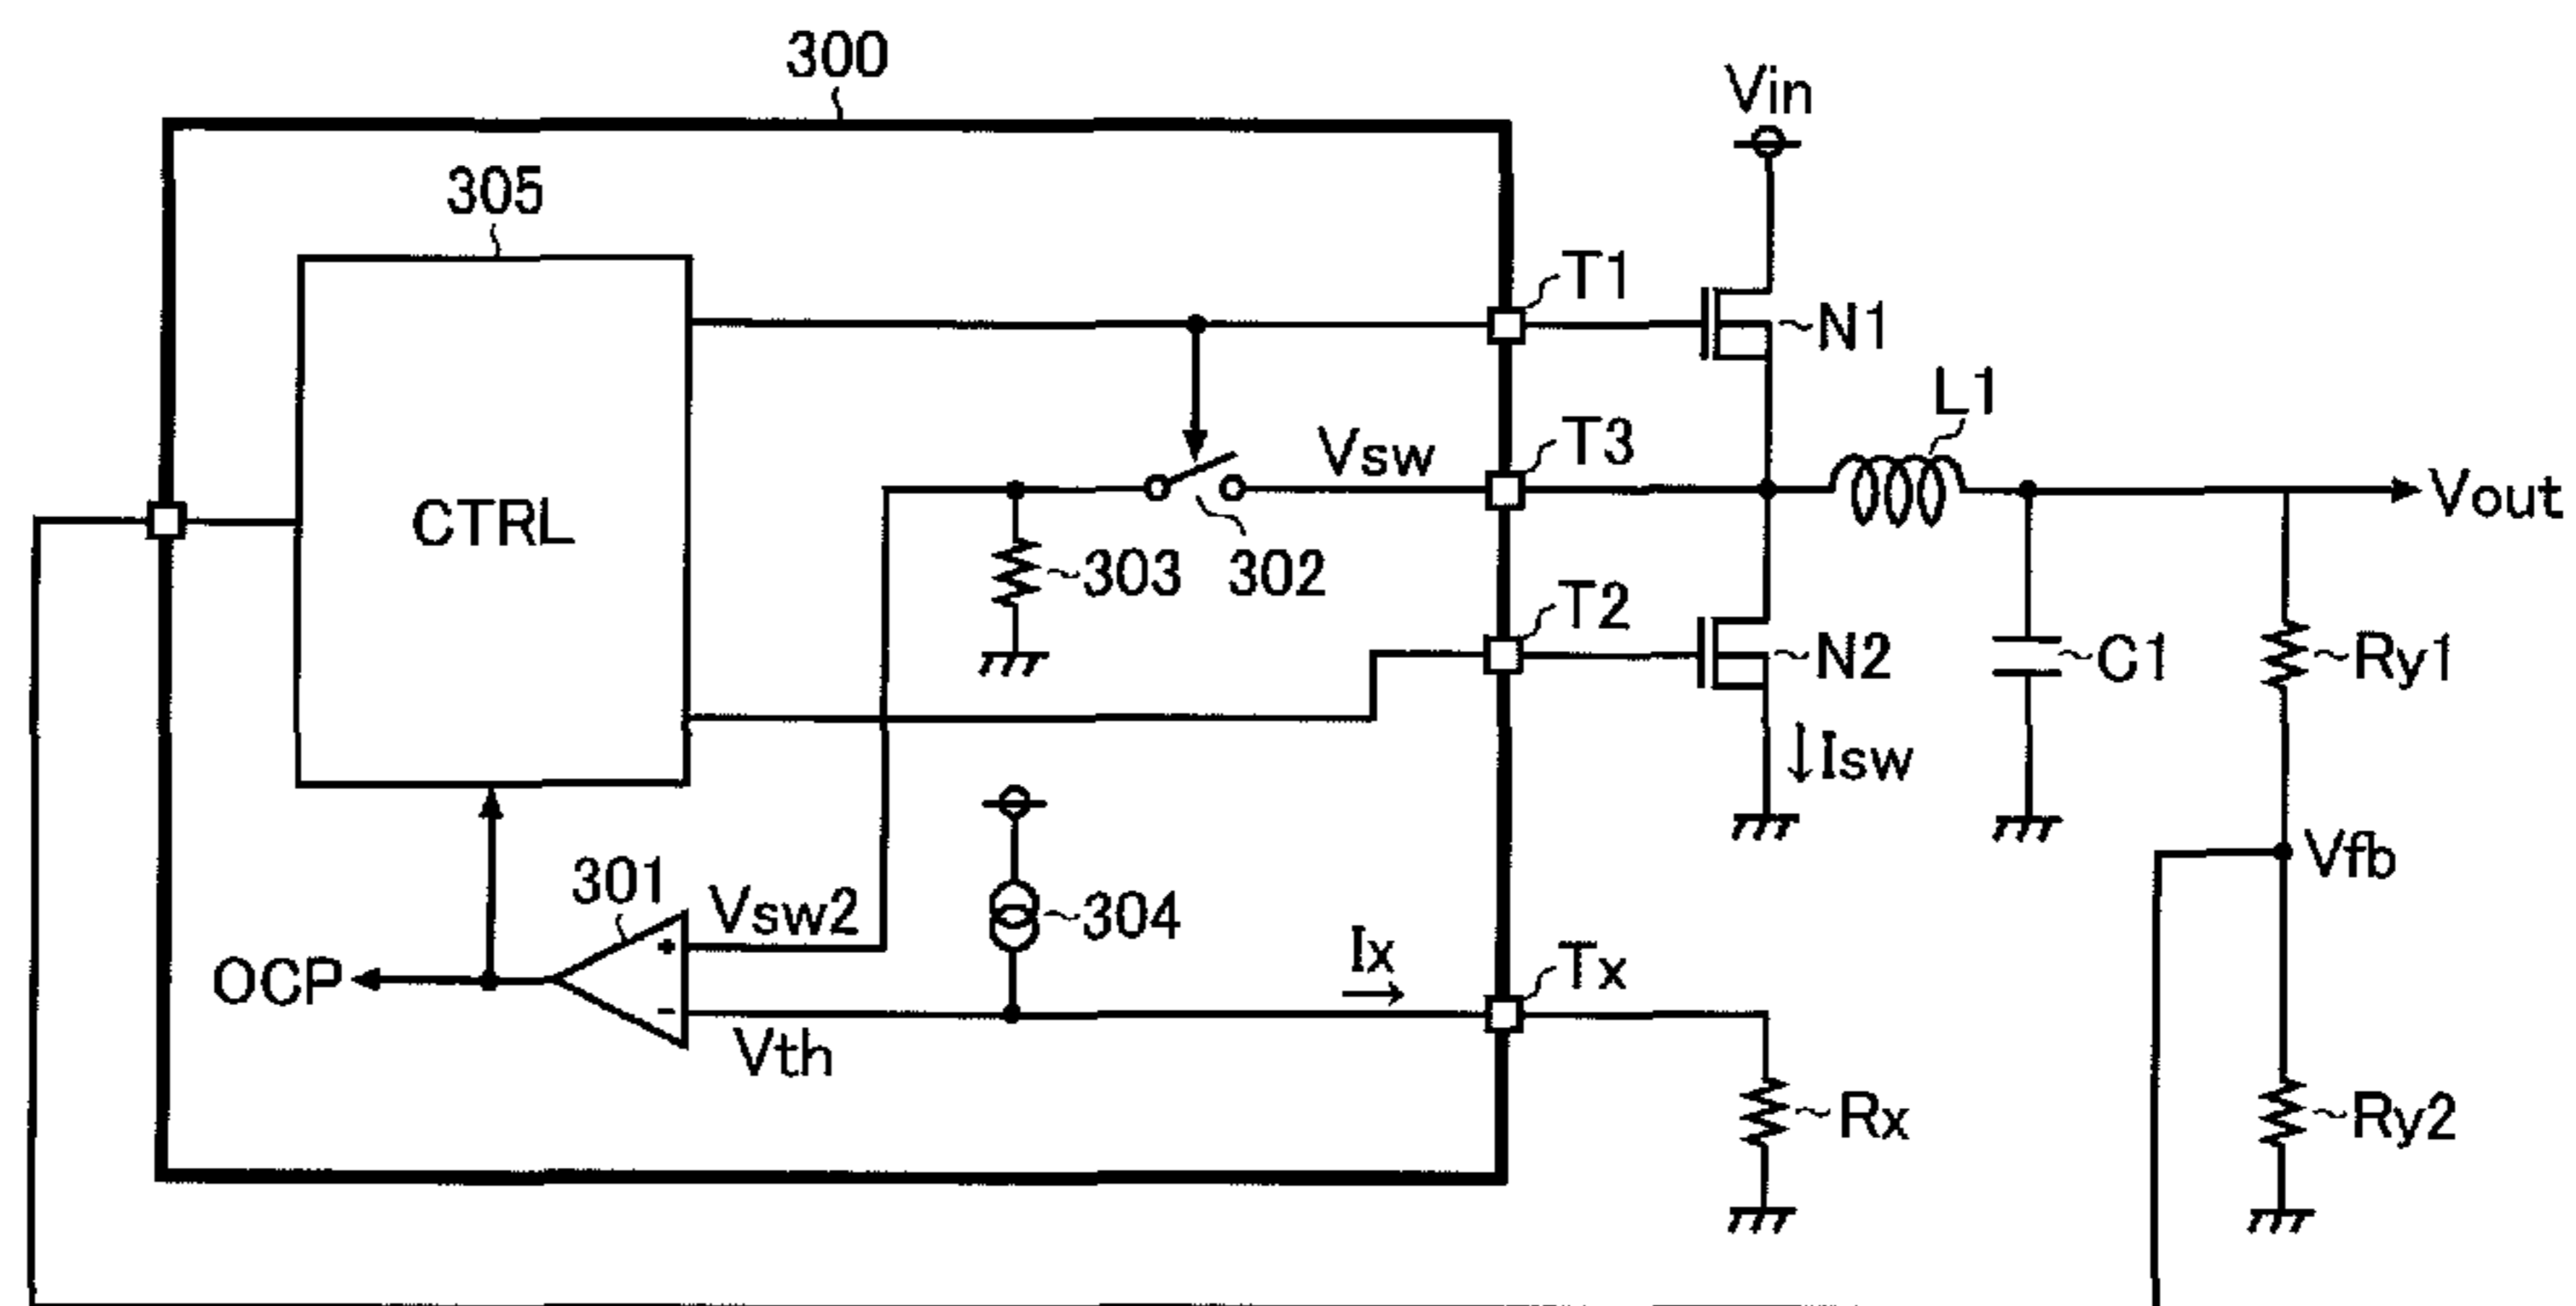 300
Vin
305
T1
N1
L1
Vsw
T3
Vout
CTRL
303
302
T2
N2
C1
Ry1
Isw
301
Vsw2
304
Vfb
OCP
Ix
Tx
+
-
Vth
Rx
Ry2